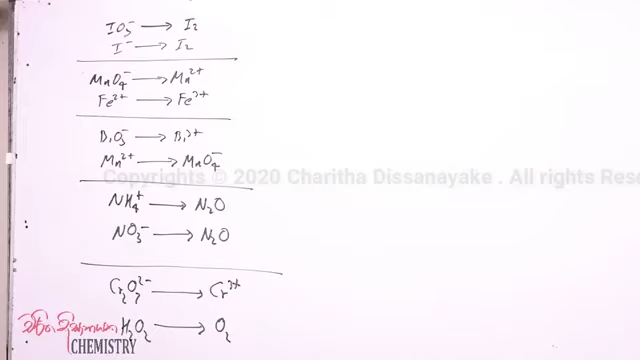 IO₃⁻ → I₂
I⁻ → I₂
MnO₄⁻ → Mn²⁺
Fe²⁺ → Fe³⁺
BiO₃⁻ → Bi³⁺
Mn²⁺ → MnO₄⁻
Copyrights © 2020 Charitha Dissanayake . All rights Rese
NH₄⁺ → N₂O
NO₃⁻ → N₂O
Cr₂O₇²⁻ → Cr³⁺
H₂O₂ → O₂
CHEMISTRY